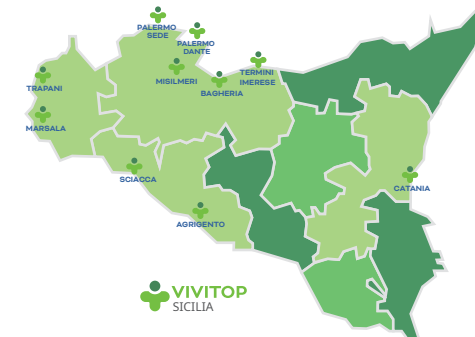 PALERMO
SEDE
PALERMO
DANTE
TERMINI
IMERESE
MISILMERI
BAGHERIA
TRAPANI
MARSALA
SCIACCA
CATANIA
AGRIGENTO
VIVITOP
SICILIA